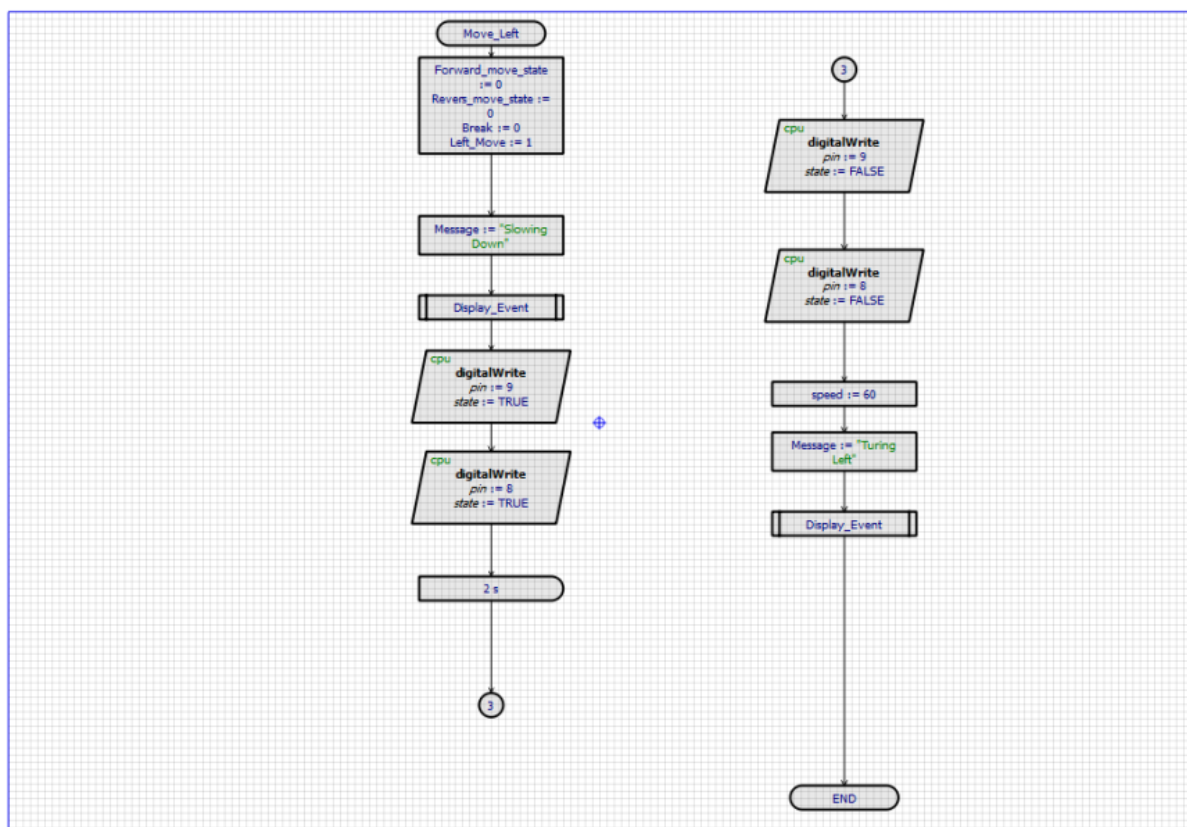 Move_Left
Forward_move_state
:= 0
Revers_move_state :=
0
Break := 0
Left_Move := 1
Message := "Slowing
Down"
Display_Event
cpu
digitalWrite
pin := 9
state := TRUE
cpu
digitalWrite
pin := 8
state := TRUE
2 s
3
3
cpu
digitalWrite
pin := 9
state := FALSE
cpu
digitalWrite
pin := 8
state := FALSE
speed := 60
Message := "Turing
Left"
Display_Event
END